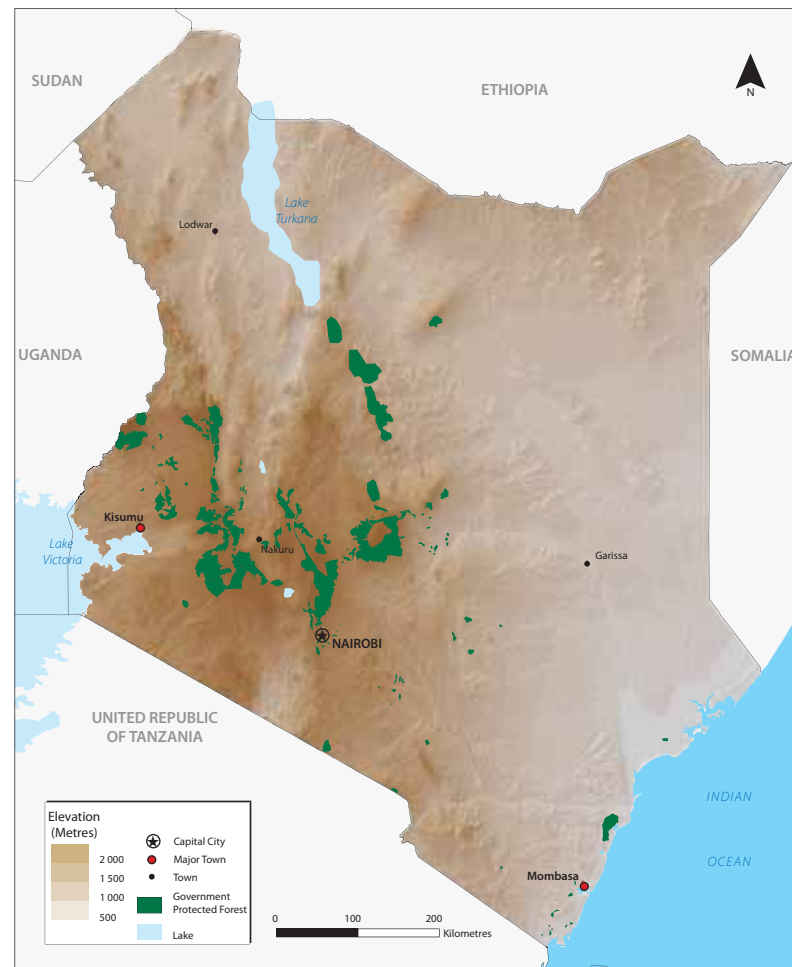 SUDAN
ETHIOPIA
N
Lake
Turkana
Lodwar
UGANDA
SOMALIA
Kisumu
Lake
Victoria
Nakuru
Garissa
NAIROBI
UNITED REPUBLIC
OF TANZANIA
INDIAN
OCEAN
Mombasa
Elevation
(Metres)
2 000
1 500
1 000
500
Capital City
Major Town
Town
Government
Protected Forest
Lake
0 100 200
Kilometres